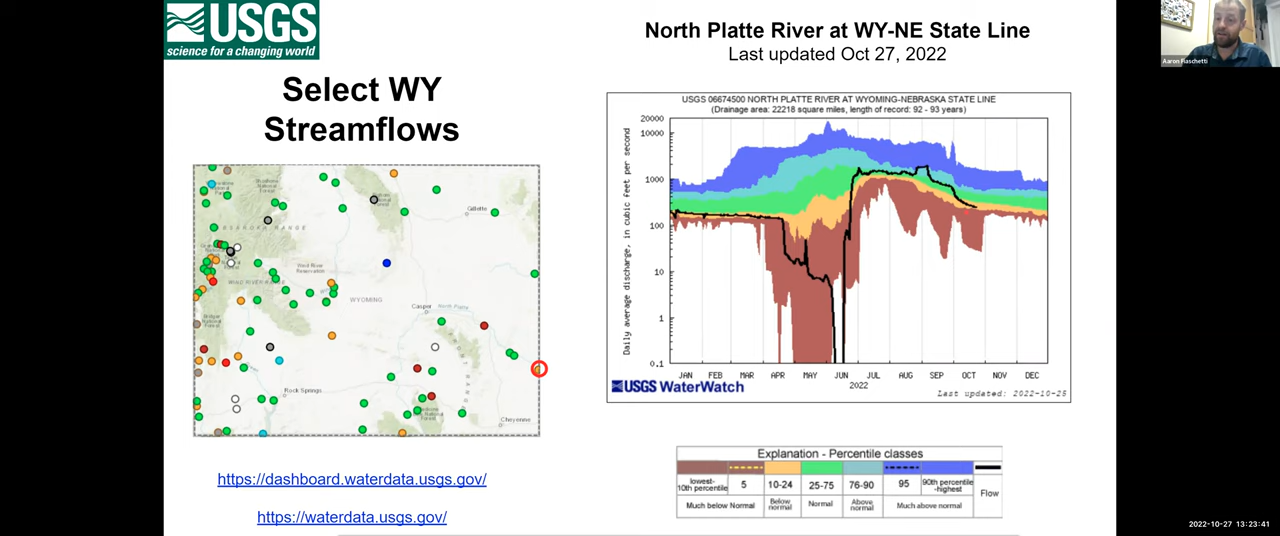 USGS
science for a changing world
Select WY
Streamflows
Gillette
WIND RIVER RANGE
Wind River
Reservation
WYOMING
Casper
North Platte
Rock Springs
Cheyenne
https://dashboard.waterdata.usgs.gov/
https://waterdata.usgs.gov/
North Platte River at WY-NE State Line
Last updated Oct 27, 2022
USGS 06674500 NORTH PLATTE RIVER AT WYOMING-NEBRASKA STATE LINE
(Drainage area: 22218 square miles, length of record: 92 - 93 years)
Daily average discharge, in cubic feet per second
20000
10000
1000
100
10
1
0.1
JAN FEB MAR APR MAY JUN JUL AUG SEP OCT NOV DEC
2022
USGS WaterWatch
Last updated: 2022-10-25
Explanation - Percentile classes
lowest-
10th percentile
5
10-24
25-75
76-90
95
90th percentile
-highest
Flow
Much below Normal
Below
normal
Normal
Above
normal
Much above normal
Aaron Fiaschetti
2022-10-27 13:23:41